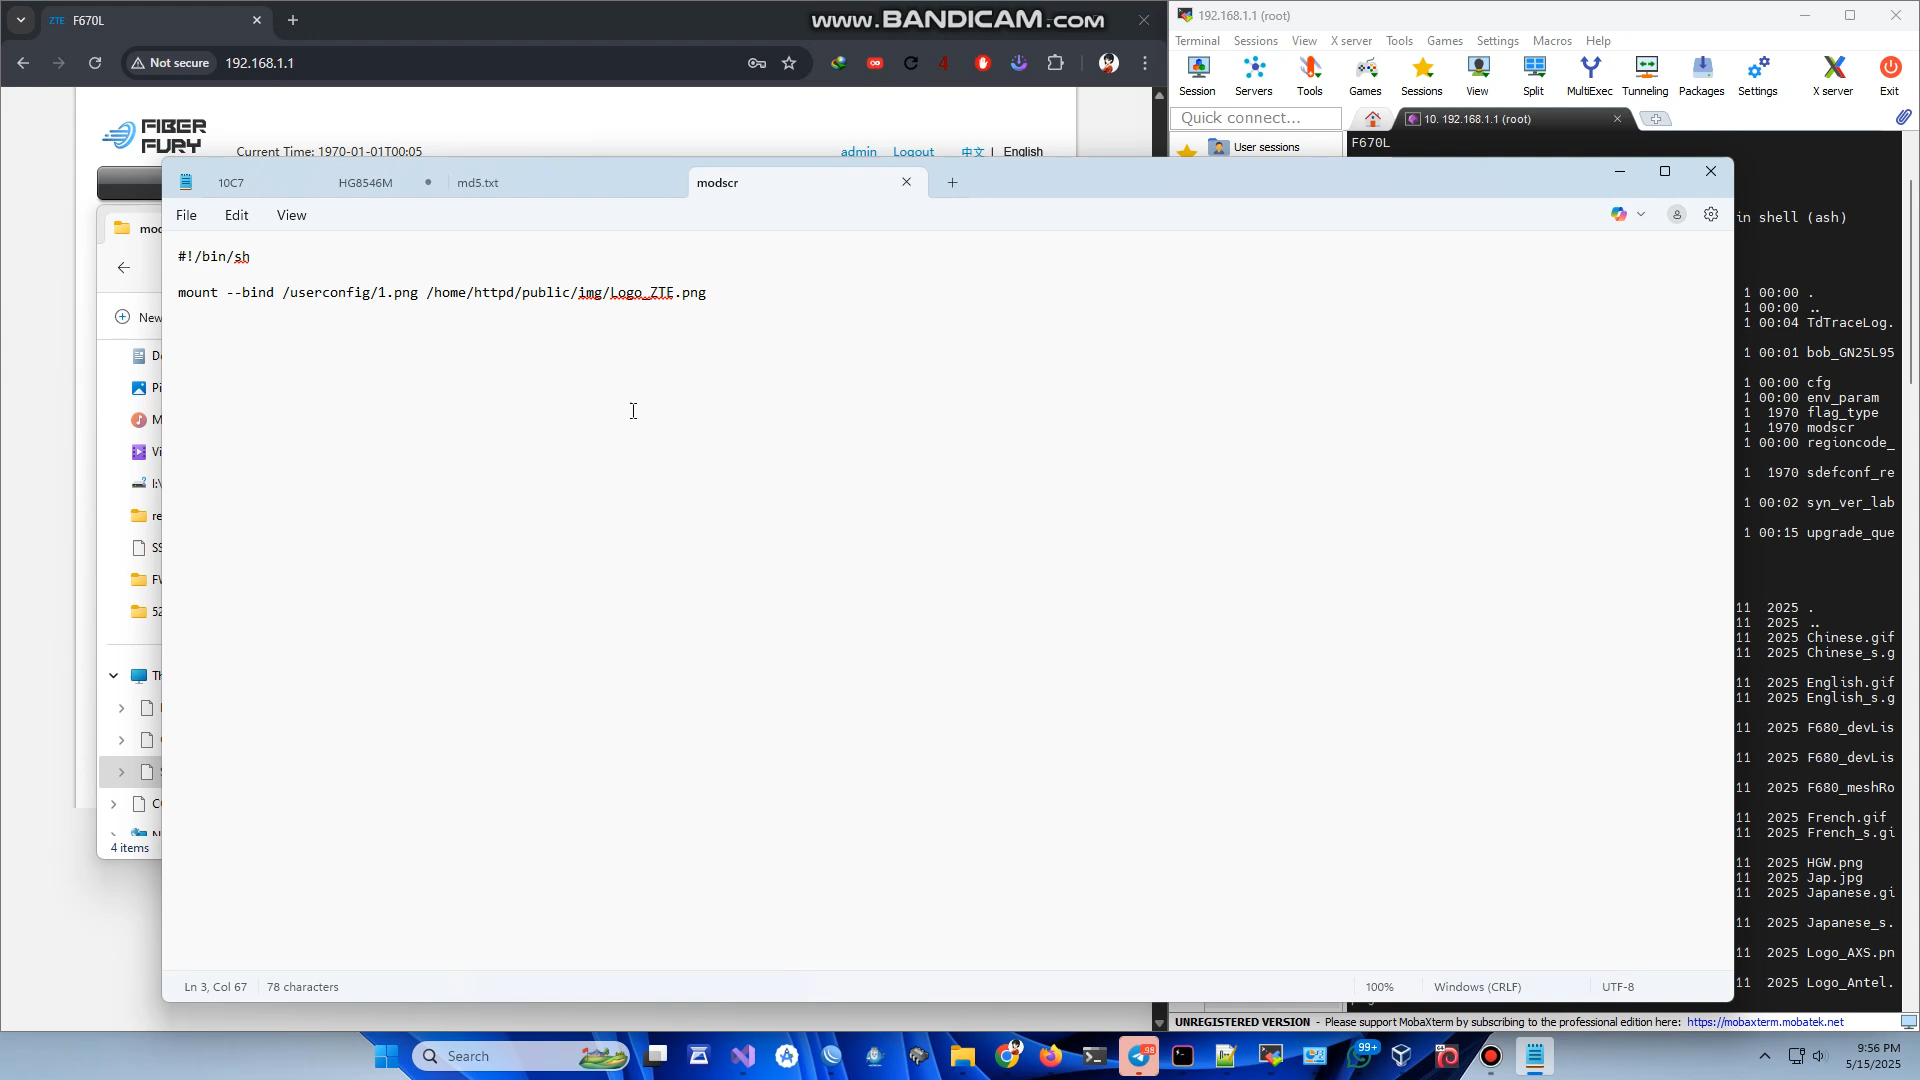 F670L
www.BANDICAM.com
Not secure
192.168.1.1
FIBER
FURY
Current Time: 1970-01-01T00:05
admin
Logout
中文 | English
10C7
HG8546M
md5.txt
modscr
File
Edit
View
#!/bin/sh
mount --bind /userconfig/1.png /home/httpd/public/img/Logo_ZTE.png
Ln 3, Col 67
78 characters
100%
Windows (CRLF)
UTF-8
New
4 items
192.168.1.1 (root)
Terminal
Sessions
View
X server
Tools
Games
Settings
Macros
Help
Session
Servers
Tools
Games
Sessions
View
Split
MultiExec
Tunneling
Packages
Settings
X server
Exit
Quick connect...
10. 192.168.1.1 (root)
User sessions
F670L
in shell (ash)
1 00:00 .
1 00:00 ..
1 00:04 TdTraceLog.
1 00:01 bob_GN25L95
1 00:00 cfg
1 00:00 env_param
1 1970 flag_type
1 1970 modscr
1 00:00 regioncode_
1 1970 sdefconf_re
1 00:02 syn_ver_lab
1 00:15 upgrade_que
11 2025 .
11 2025 ..
11 2025 Chinese.gif
11 2025 Chinese_s.g
11 2025 English.gif
11 2025 English_s.g
11 2025 F680_devLis
11 2025 F680_devLis
11 2025 F680_meshRo
11 2025 French.gif
11 2025 French_s.gi
11 2025 HGW.png
11 2025 Jap.jpg
11 2025 Japanese.gi
11 2025 Japanese_s.
11 2025 Logo_AXS.pn
11 2025 Logo_Antel.
UNREGISTERED VERSION - Please support MobaXterm by subscribing to the professional edition here: https://mobaxterm.mobatek.net
Search
99+
9:56 PM
5/15/2025